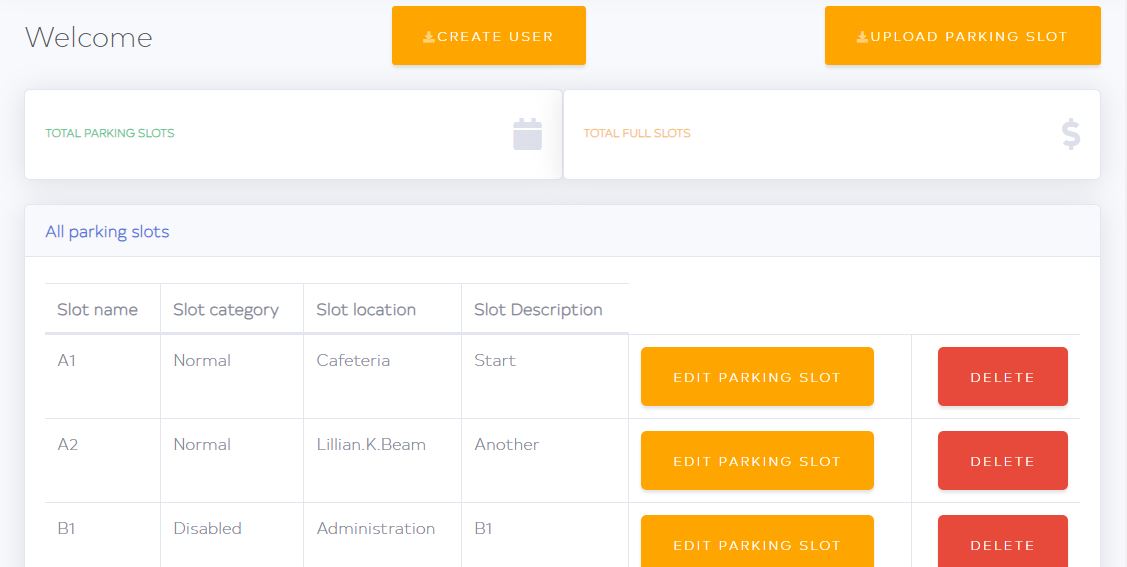 Welcome
CREATE USER
UPLOAD PARKING SLOT
TOTAL PARKING SLOTS
TOTAL FULL SLOTS
All parking slots
Slot name Slot category Slot location Slot Description
A1 Normal Cafeteria Start EDIT PARKING SLOT DELETE
A2 Normal Lillian.K.Beam Another EDIT PARKING SLOT DELETE
B1 Disabled Administration B1 EDIT PARKING SLOT DELETE